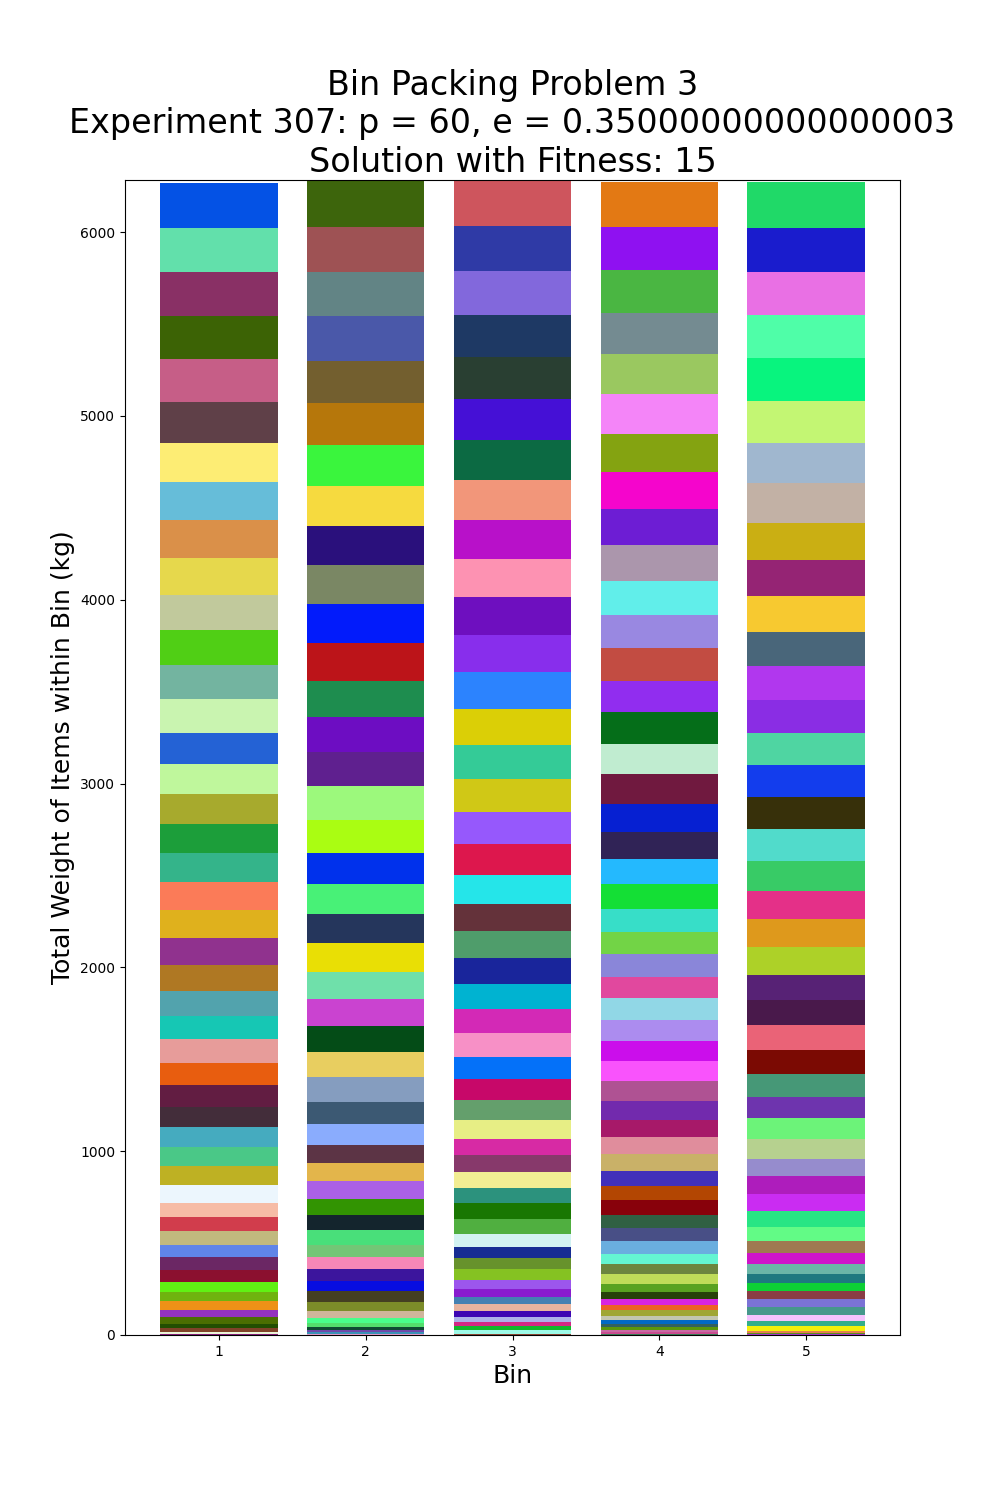 Bin Packing Problem 3
Experiment 307: p = 60, e = 0.35000000000000003
Solution with Fitness: 15
6000
5000
4000
3000
2000
1000
0
Total Weight of Items within Bin (kg)
1 2 3 4 5
Bin